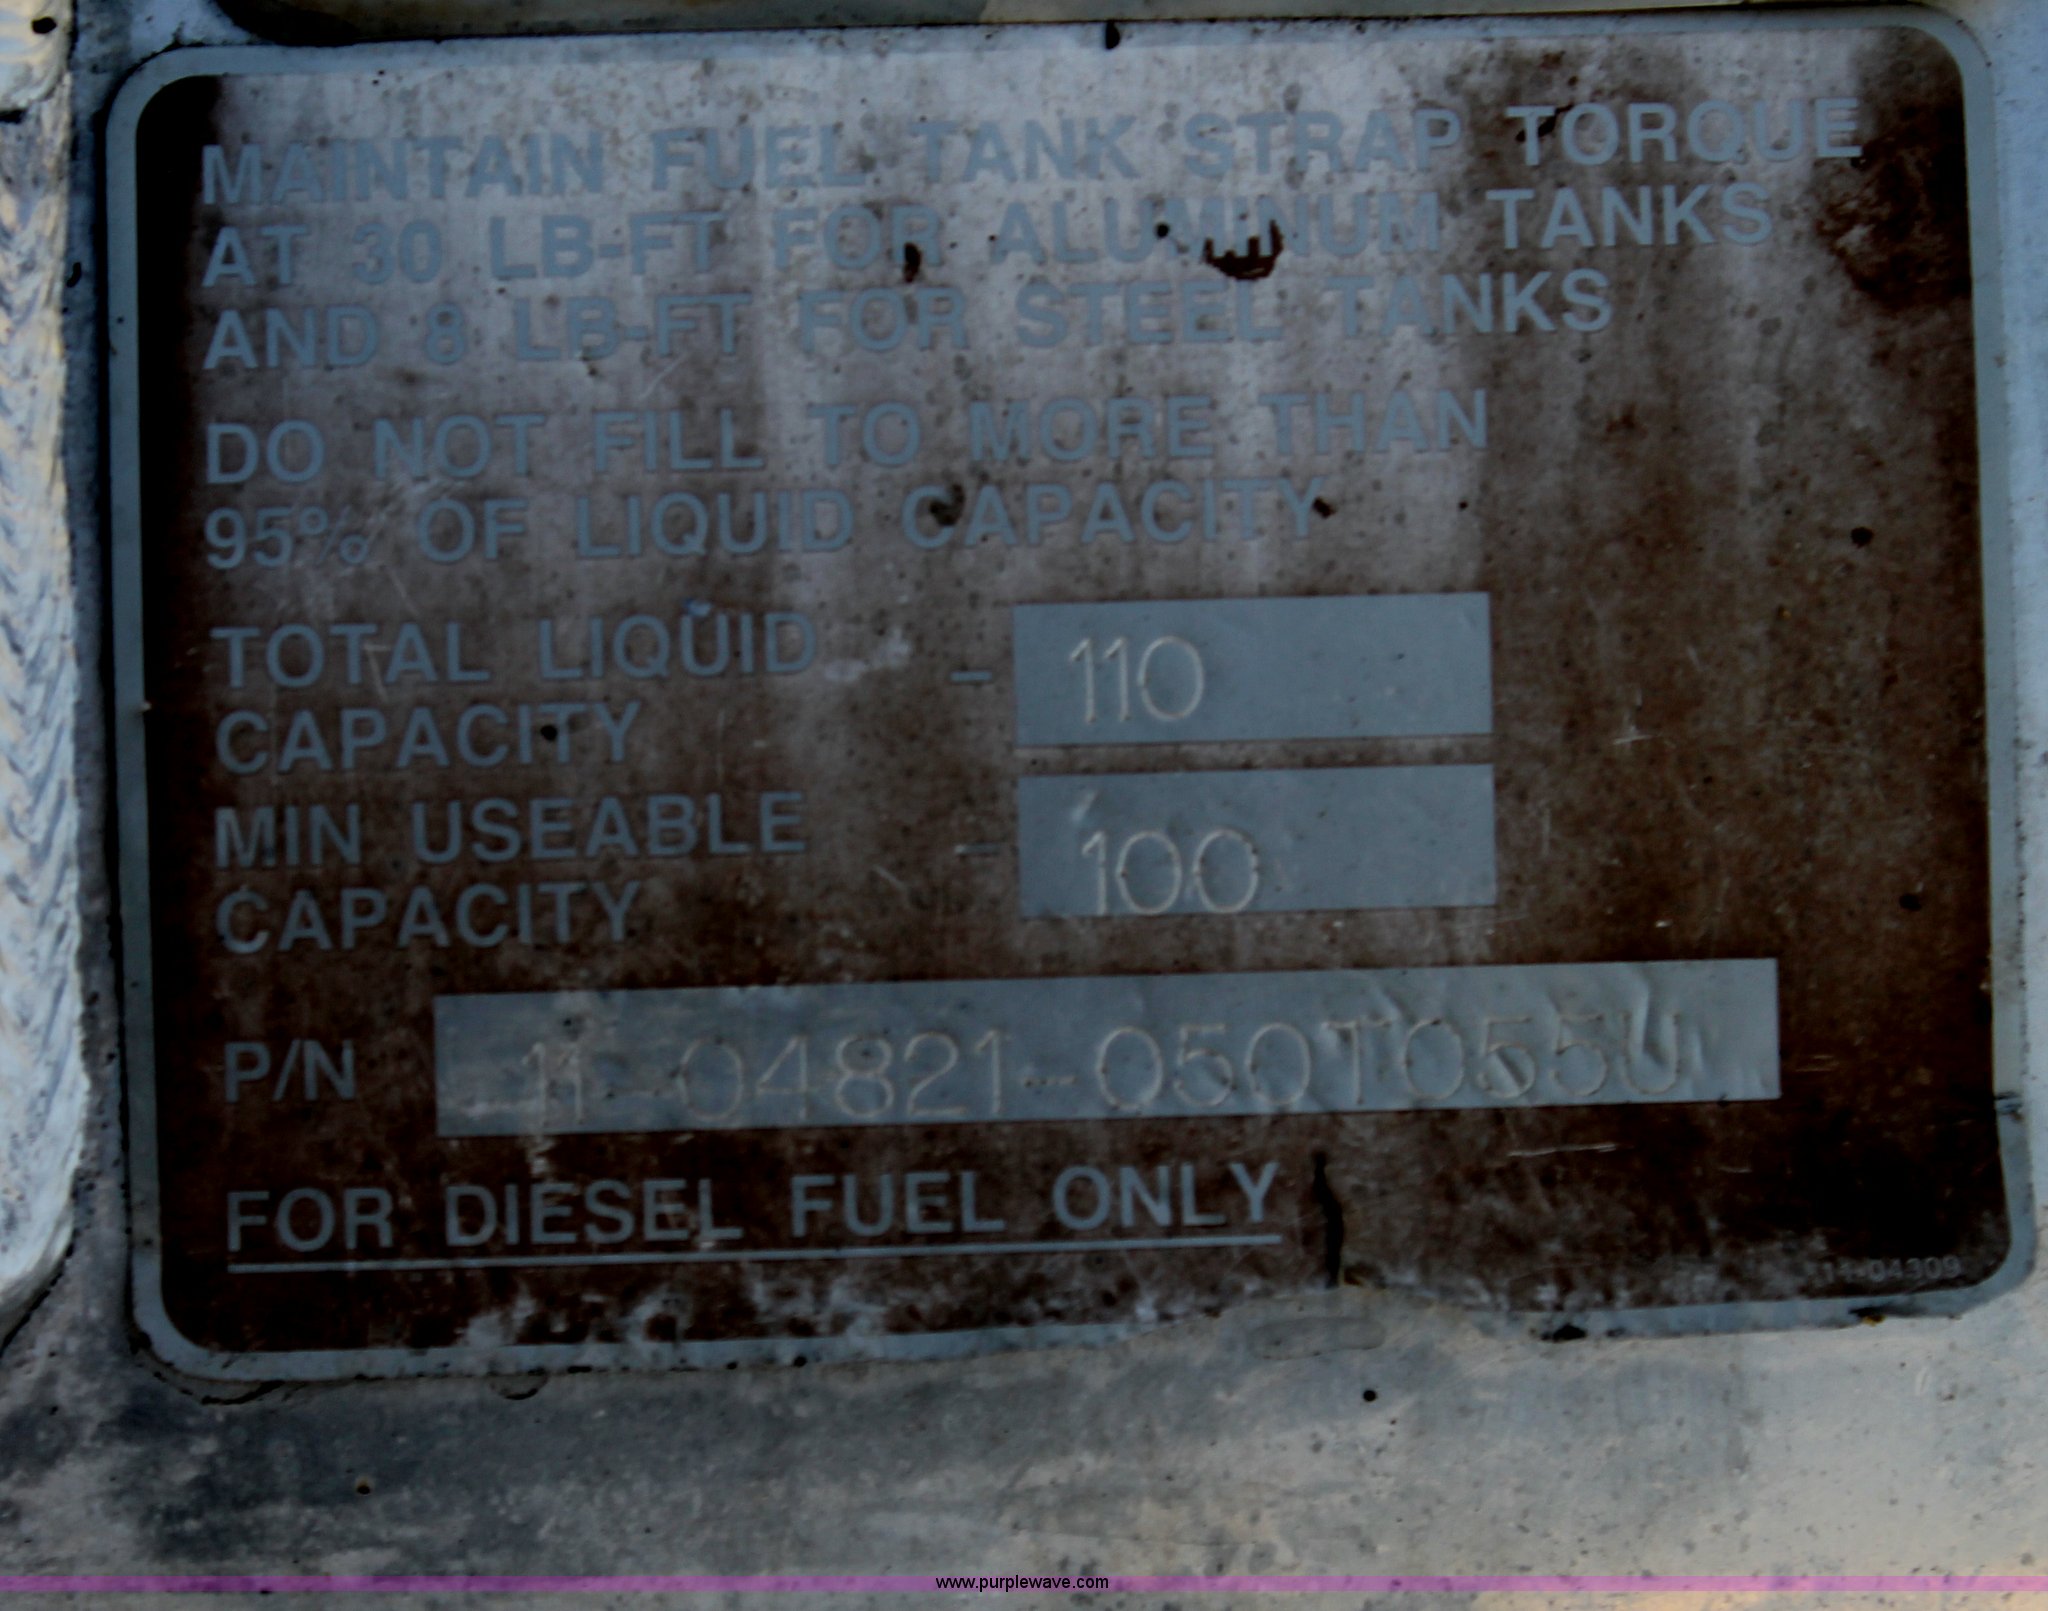 MAINTAIN FUEL TANK STRAP TORQUE
AT 30 LB-FT FOR ALUMINUM TANKS
AND 8 LB-FT FOR STEEL TANKS
DO NOT FILL TO MORE THAN
95% OF LIQUID CAPACITY
TOTAL LIQUID - 110
CAPACITY
MIN USEABLE - 100
CAPACITY
P/N 11-04821-050T055U
FOR DIESEL FUEL ONLY
11-04309
www.purplewave.com